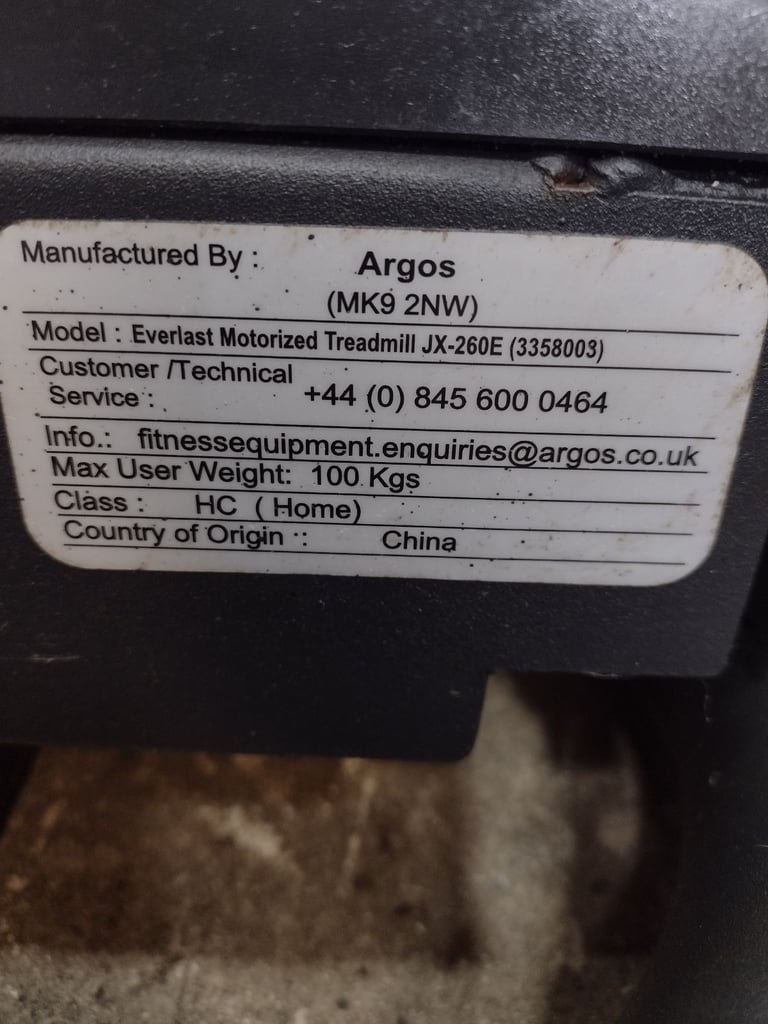 Manufactured By : Argos
(MK9 2NW)
Model : Everlast Motorized Treadmill JX-260E (3358003)
Customer /Technical
Service : +44 (0) 845 600 0464
Info.: fitnessequipment.enquiries@argos.co.uk
Max User Weight: 100 Kgs
Class : HC ( Home)
Country of Origin :: China